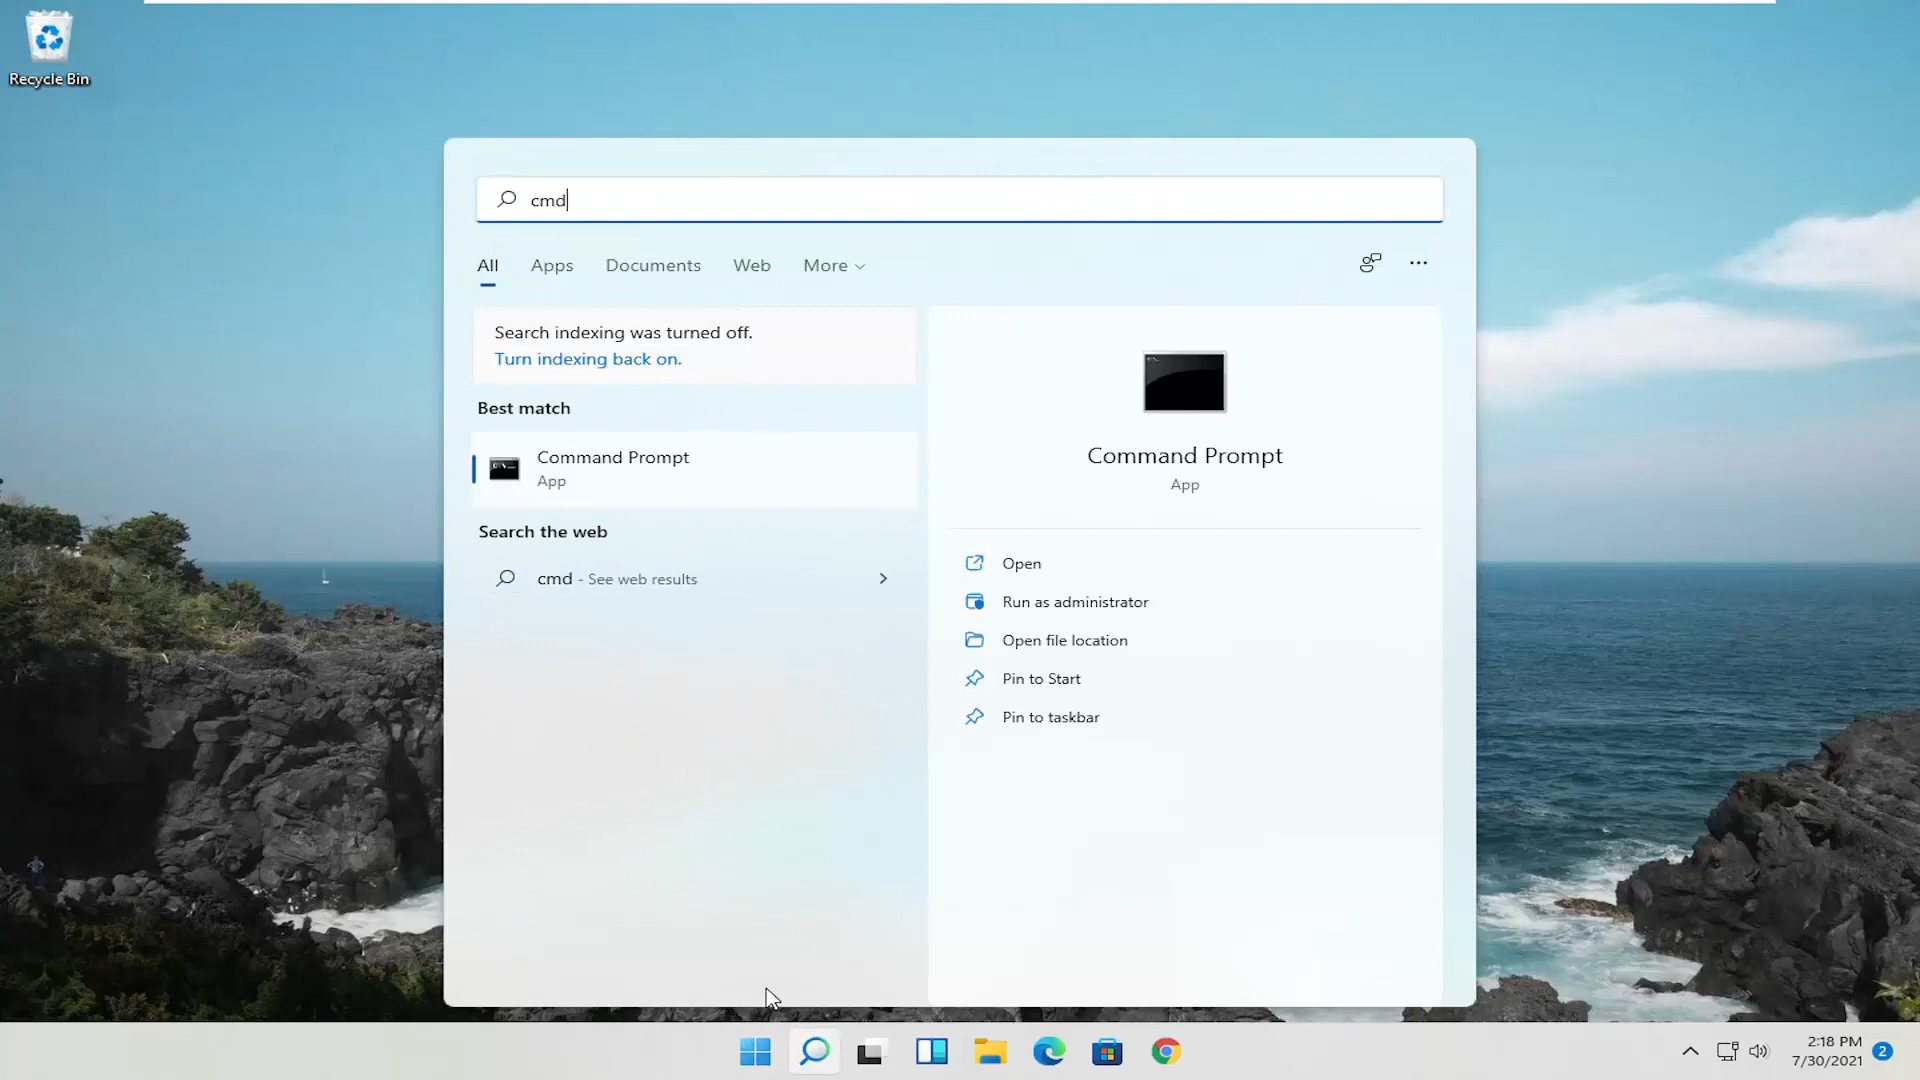 Recycle Bin
cmd
All Apps Documents Web More
Search indexing was turned off.
Turn indexing back on.
Best match
Command Prompt
App
Search the web
cmd - See web results
Command Prompt
App
Open
Run as administrator
Open file location
Pin to Start
Pin to taskbar
2:18 PM
7/30/2021
2